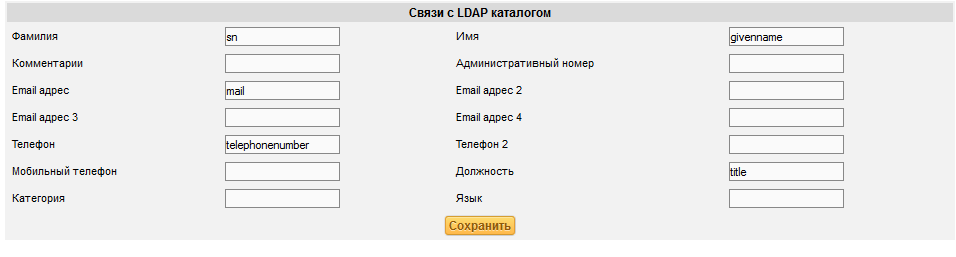 Связи с LDAP каталогом
Фамилия sn Имя givenname
Комментарии Административный номер
Email адрес mail Email адрес 2
Email адрес 3 Email адрес 4
Телефон telephonenumber Телефон 2
Мобильный телефон Должность title
Категория Язык
Сохранить